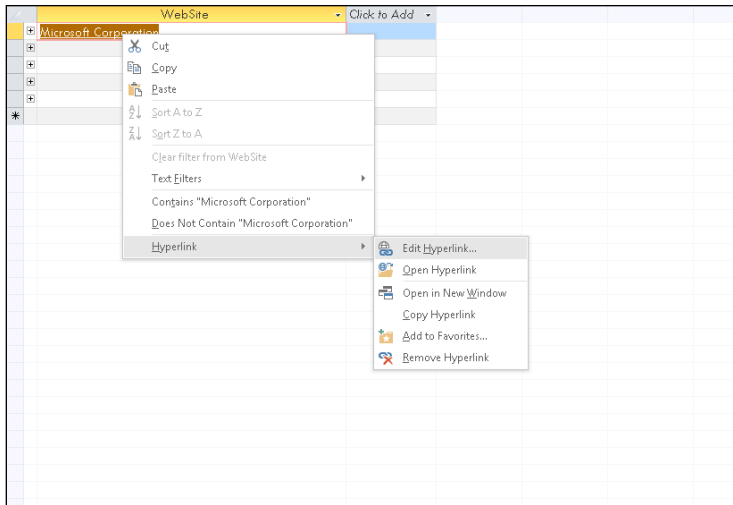 WebSite Click to Add
Microsoft Corporation
Cut
Copy
Paste
Sort A to Z
Sort Z to A
Clear filter from WebSite
Text Filters
Contains "Microsoft Corporation"
Does Not Contain "Microsoft Corporation"
Hyperlink
Edit Hyperlink...
Open Hyperlink
Open in New Window
Copy Hyperlink
Add to Favorites...
Remove Hyperlink